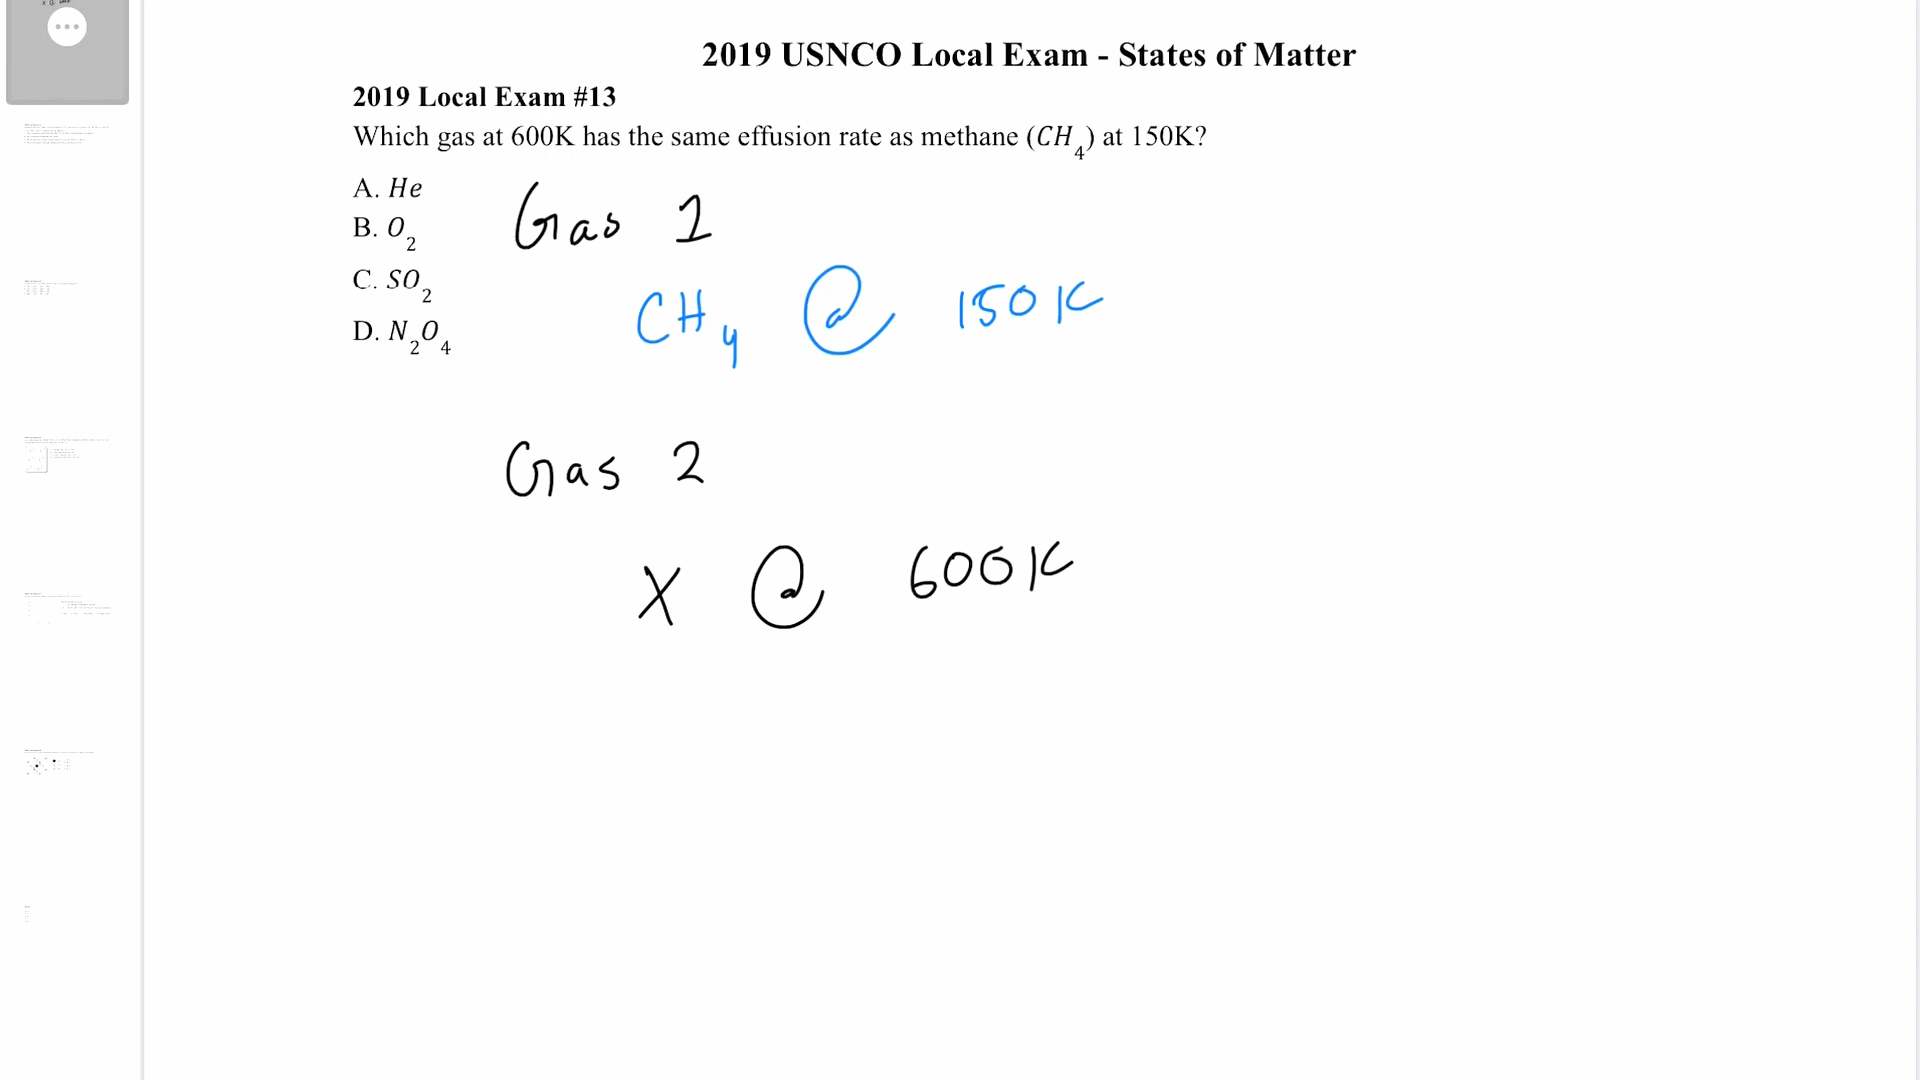 2019 USNCO Local Exam - States of Matter
2019 Local Exam #13
Which gas at 600K has the same effusion rate as methane (CH₄) at 150K?
A. He
B. O₂
C. SO₂
D. N₂O₄
Gas 1
CH₄ @ 150K
Gas 2
X @ 600K